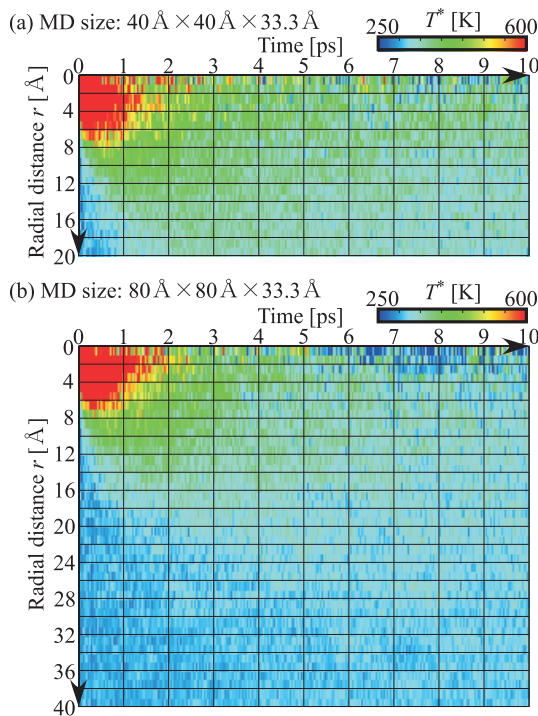 (a) MD size: 40 Å × 40 Å × 33.3 Å
250 T* [K] 600
Time [ps]
0 1 2 3 4 5 6 7 8 9 10
Radial distance r [Å]
0
4
8
12
16
20
(b) MD size: 80 Å × 80 Å × 33.3 Å
250 T* [K] 600
Time [ps]
0 1 2 3 4 5 6 7 8 9 10
Radial distance r [Å]
0
4
8
12
16
20
24
28
32
36
40